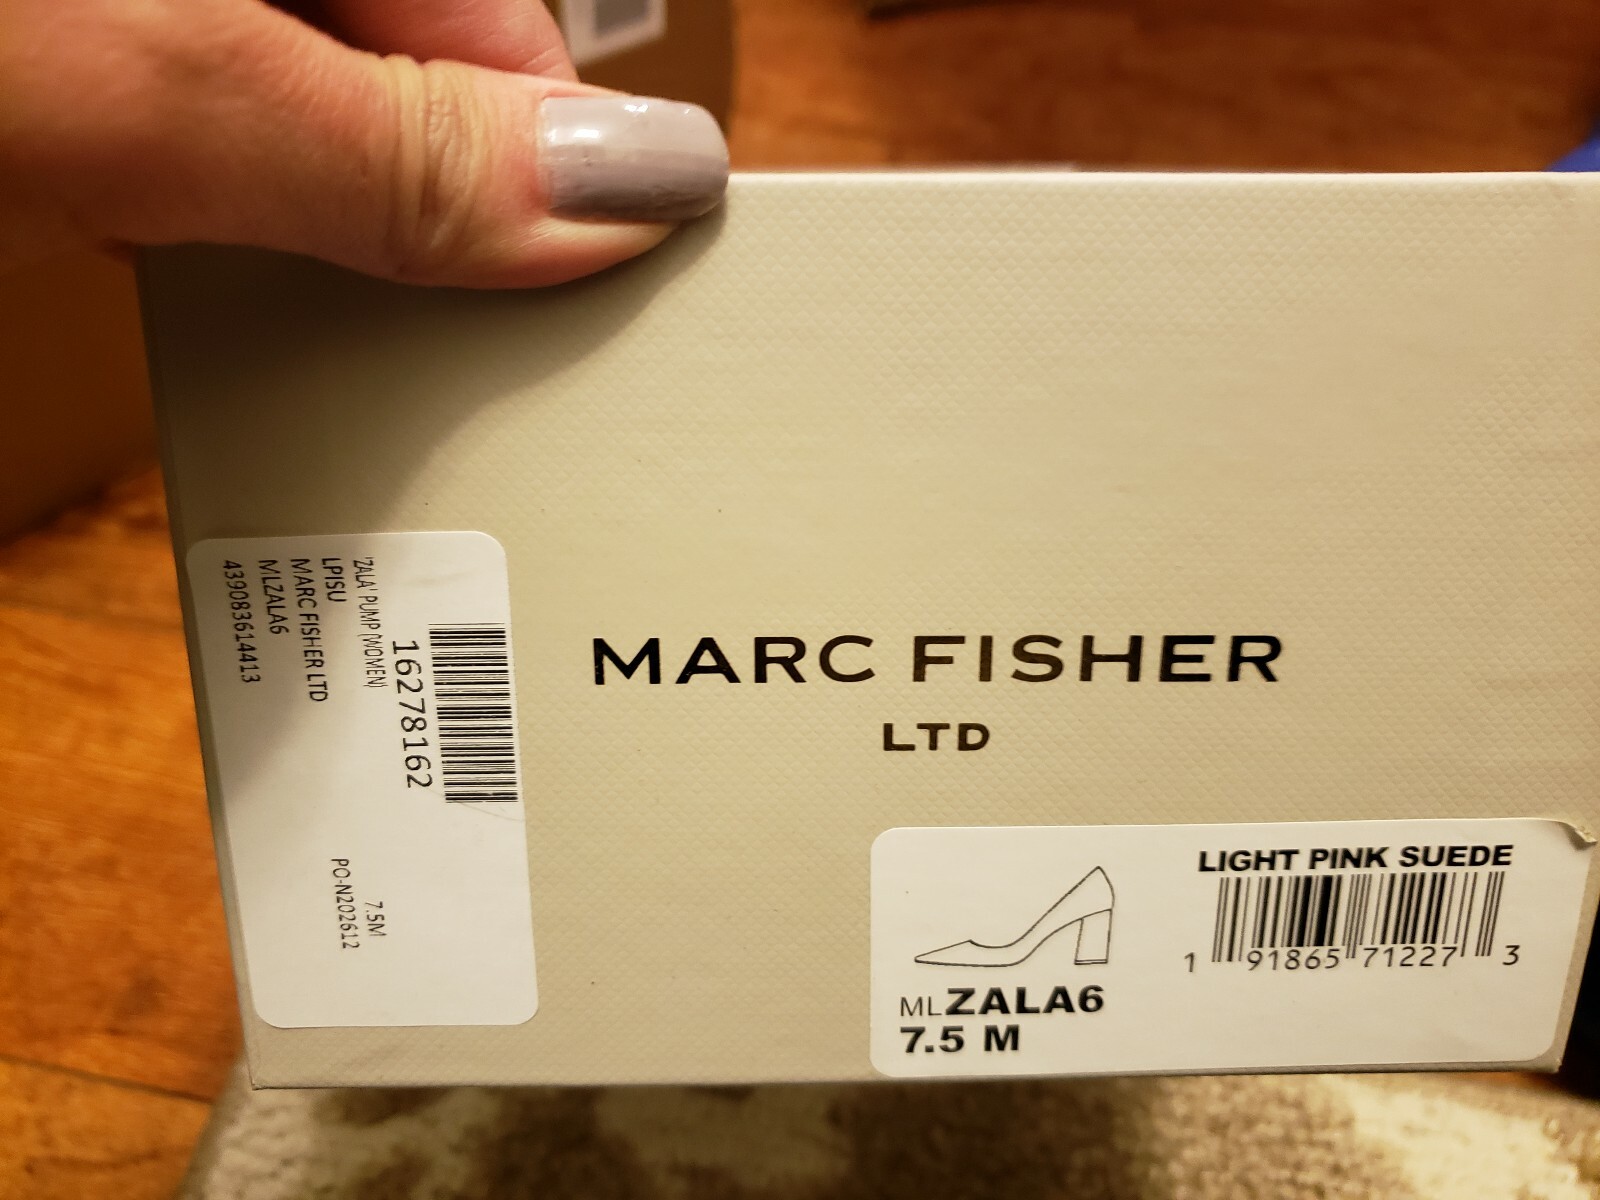 MARC FISHER
LTD
16278162
'ZALA' PUMP (WOMEN)
7.5M
LPISU
PO-N202612
MARC FISHER LTD
MLZALA6
439083614413
LIGHT PINK SUEDE
1 91865 71227 3
MLZALA6
7.5 M